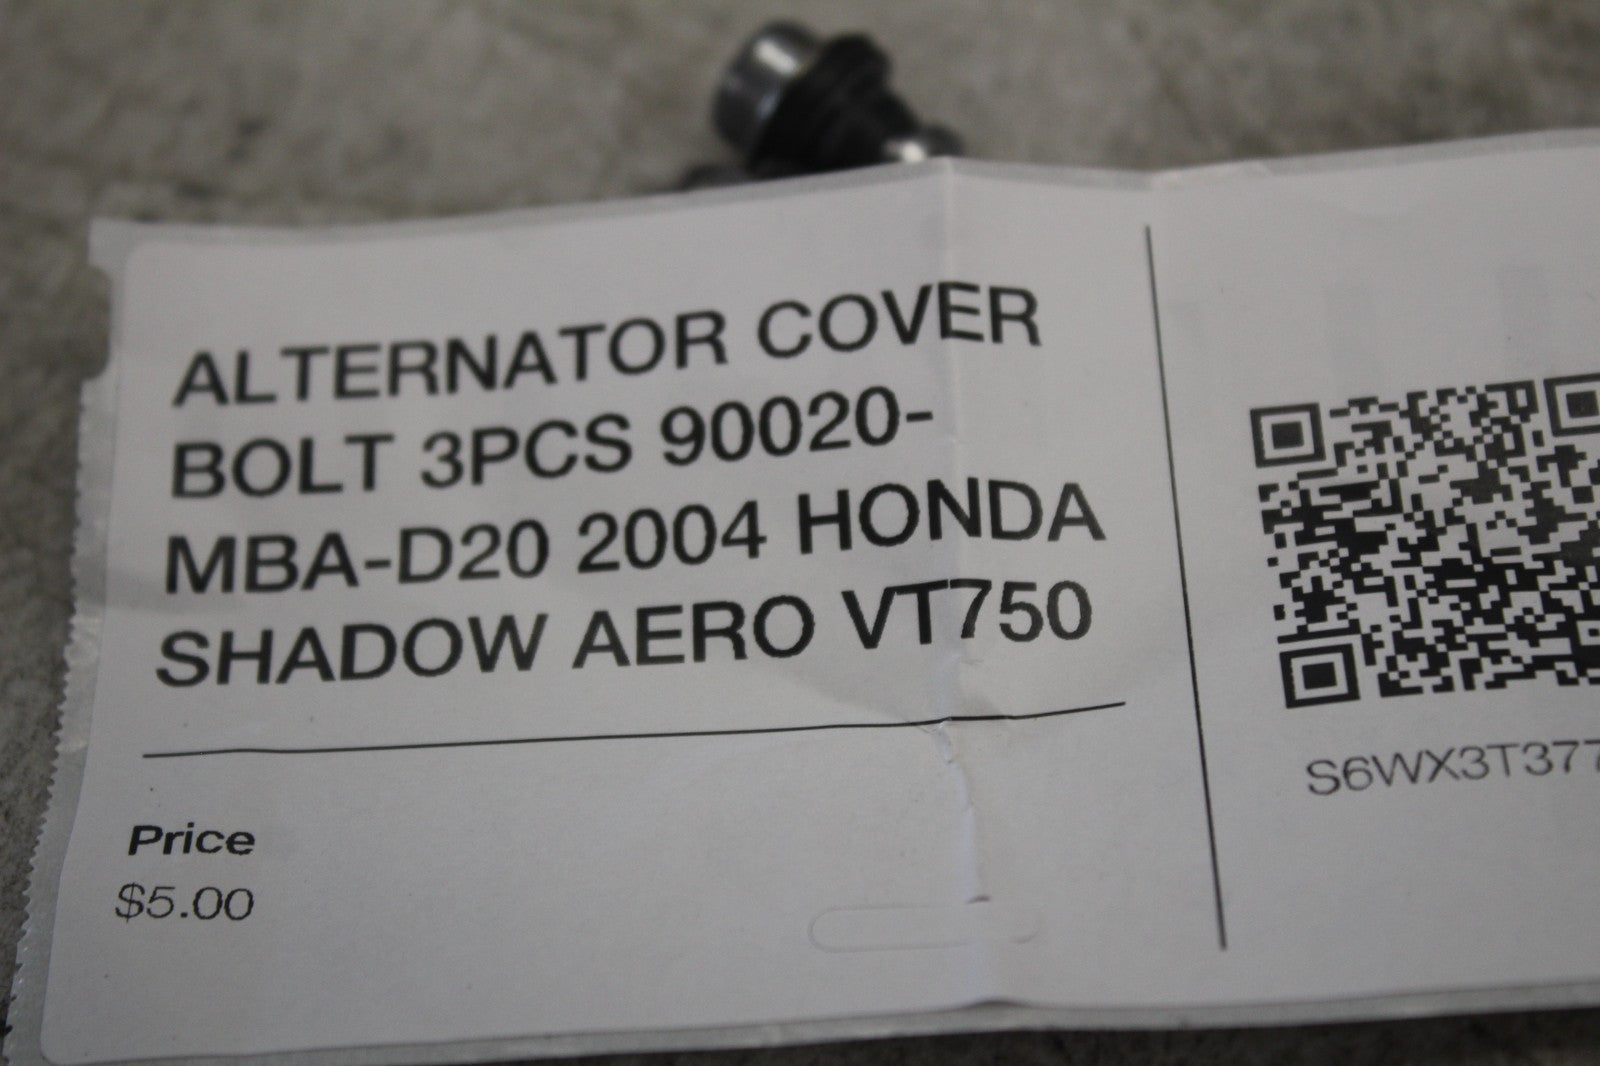 ALTERNATOR COVER
BOLT 3PCS 90020-
MBA-D20 2004 HONDA
SHADOW AERO VT750
Price
$5.00
S6WX3T377